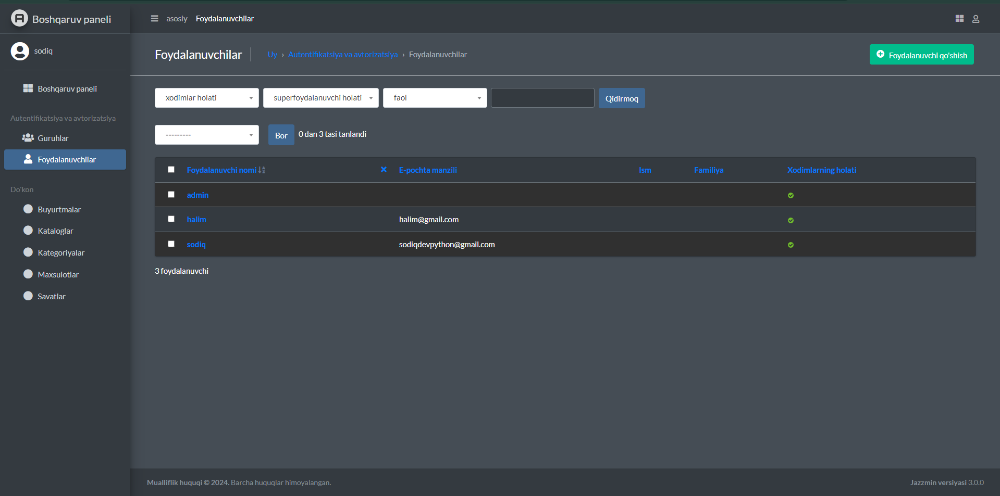 Boshqaruv paneli
asosiy Foydalanuvchilar
sodiq
Foydalanuvchilar
Uy › Autentifikatsiya va avtorizatsiya › Foydalanuvchilar
Foydalanuvchi qo'shish
Boshqaruv paneli
Autentifikatsiya va avtorizatsiya
Guruhlar
Foydalanuvchilar
Do'kon
Buyurtmalar
Kataloglar
Kategoriyalar
Maxsulotlar
Savatlar
xodimlar holati superfoydalanuvchi holati faol Qidirmoq
--------- Bor 0 dan 3 tasi tanlandi
Foydalanuvchi nomi E-pochta manzili Ism Familiya Xodimlarning holati
admin
halim halim@gmail.com
sodiq sodiqdevpython@gmail.com
3 foydalanuvchi
Mualliflik huquqi © 2024. Barcha huquqlar himoyalangan.
Jazzmin versiyasi 3.0.0